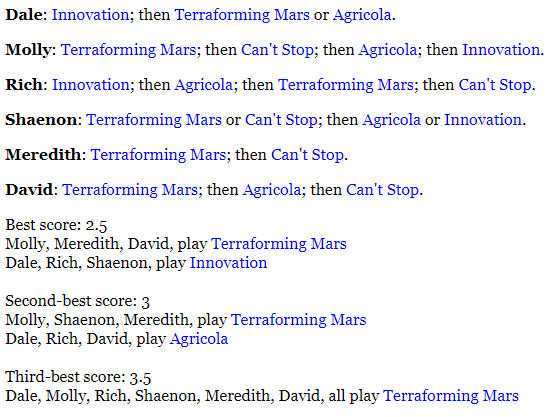 Dale: Innovation; then Terraforming Mars or Agricola.
Molly: Terraforming Mars; then Can't Stop; then Agricola; then Innovation.
Rich: Innovation; then Agricola; then Terraforming Mars; then Can't Stop.
Shaenon: Terraforming Mars or Can't Stop; then Agricola or Innovation.
Meredith: Terraforming Mars; then Can't Stop.
David: Terraforming Mars; then Agricola; then Can't Stop.
Best score: 2.5
Molly, Meredith, David, play Terraforming Mars
Dale, Rich, Shaenon, play Innovation
Second-best score: 3
Molly, Shaenon, Meredith, play Terraforming Mars
Dale, Rich, David, play Agricola
Third-best score: 3.5
Dale, Molly, Rich, Shaenon, Meredith, David, all play Terraforming Mars